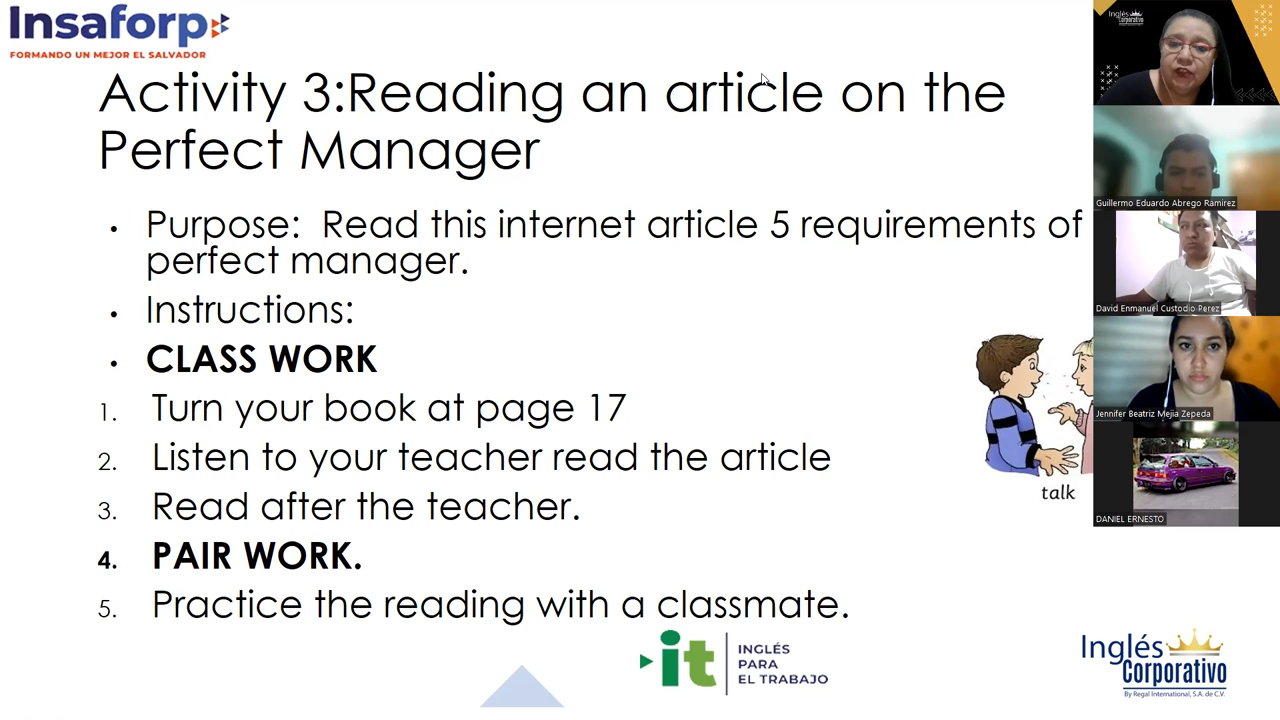 Insaforp
FORMANDO UN MEJOR EL SALVADOR
Activity 3:Reading an article on the
Perfect Manager
• Purpose: Read this internet article 5 requirements of
perfect manager.
• Instructions:
• CLASS WORK
1. Turn your book at page 17
2. Listen to your teacher read the article
3. Read after the teacher.
4. PAIR WORK.
5. Practice the reading with a classmate.
talk
it
INGLÉS
PARA
EL TRABAJO
Inglés
Corporativo
By Regal International, S.A. de C.V.
Inglés
Corporativo
Guillermo Eduardo Abrego Ramirez
David Enmanuel Custodio Perez
Jennifer Beatriz Mejia Zepeda
DANIEL ERNESTO